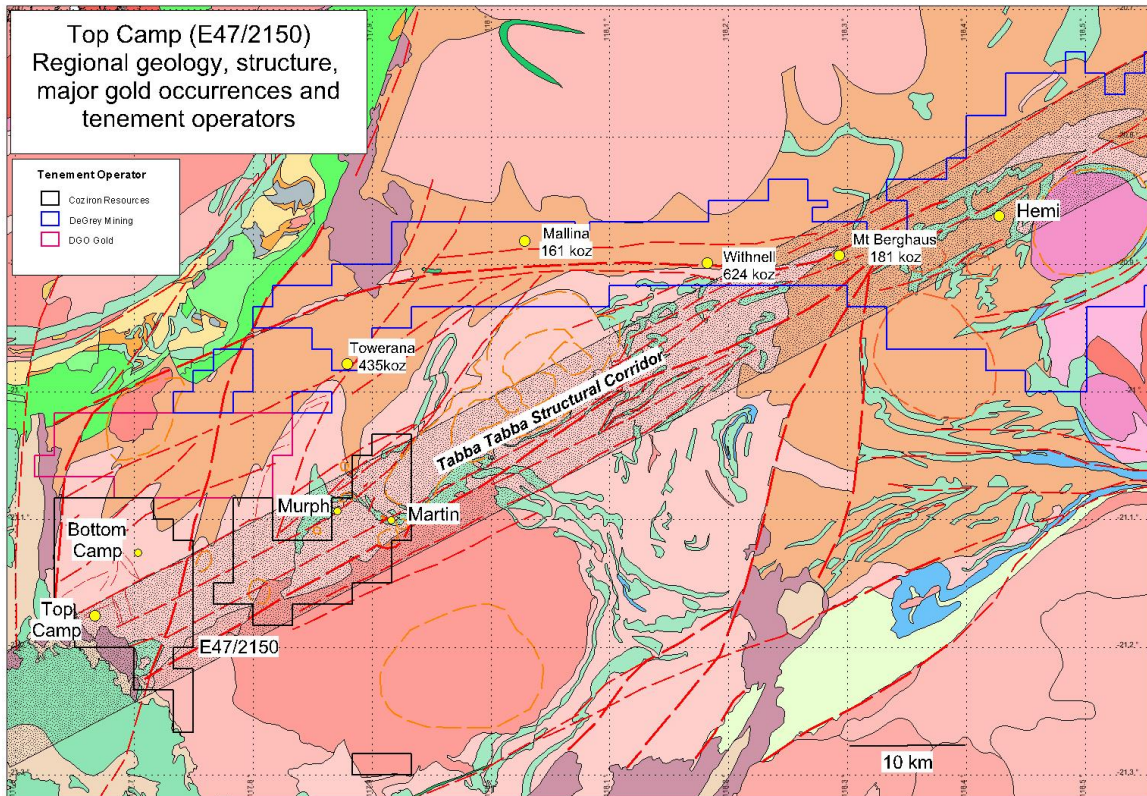 Top Camp (E47/2150)
Regional geology, structure,
major gold occurrences and
tenement operators
Tenement Operator
Coziron Resources
DeGrey Mining
DGO Gold
Mallina
161 koz
Withnell
624 koz
Mt Berghaus
181 koz
Hemi
Towerana
435koz
Tabba Tabba Structural Corridor
Murph
Martin
Bottom
Camp
Top
Camp
E47/2150
10 km